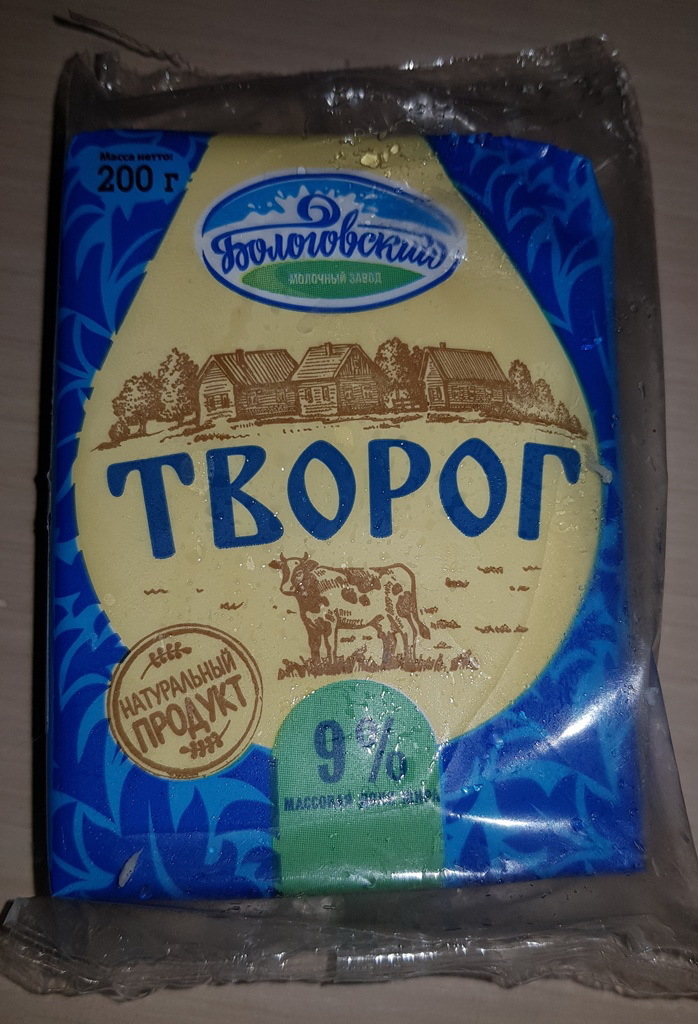 Масса нетто:
200 г
Бологовский
МОЛОЧНЫЙ ЗАВОД
ТВОРОГ
НАТУРАЛЬНЫЙ
ПРОДУКТ
9%
МАССОВАЯ ДОЛЯ ЖИРА